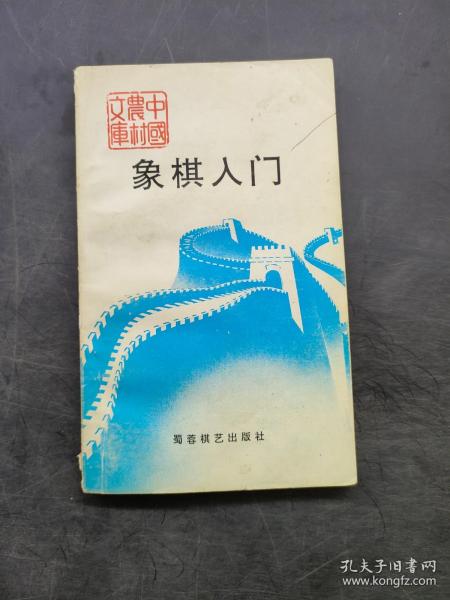 中國
農村
文庫
象棋入门
蜀蓉棋艺出版社
孔夫子旧书网
www.kongfz.com